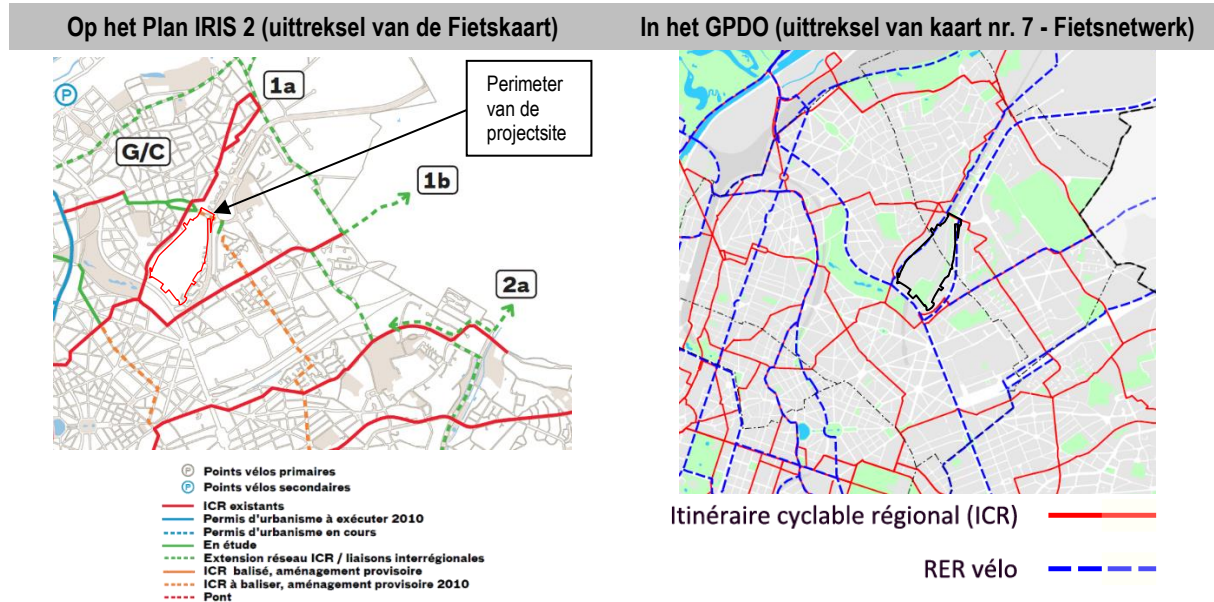 Op het Plan IRIS 2 (uittreksel van de Fietskaart)
In het GPDO (uittreksel van kaart nr. 7 - Fietsnetwerk)
P
1a
Perimeter
van de
projectsite
G/C
1b
2a
P Points vélos primaires
P Points vélos secondaires
ICR existants
Permis d'urbanisme à exécuter 2010
Permis d'urbanisme en cours
En étude
Extension réseau ICR / liaisons interrégionales
ICR balisé, aménagement provisoire
ICR à baliser, aménagement provisoire 2010
Pont
Itinéraire cyclable régional (ICR)
RER vélo